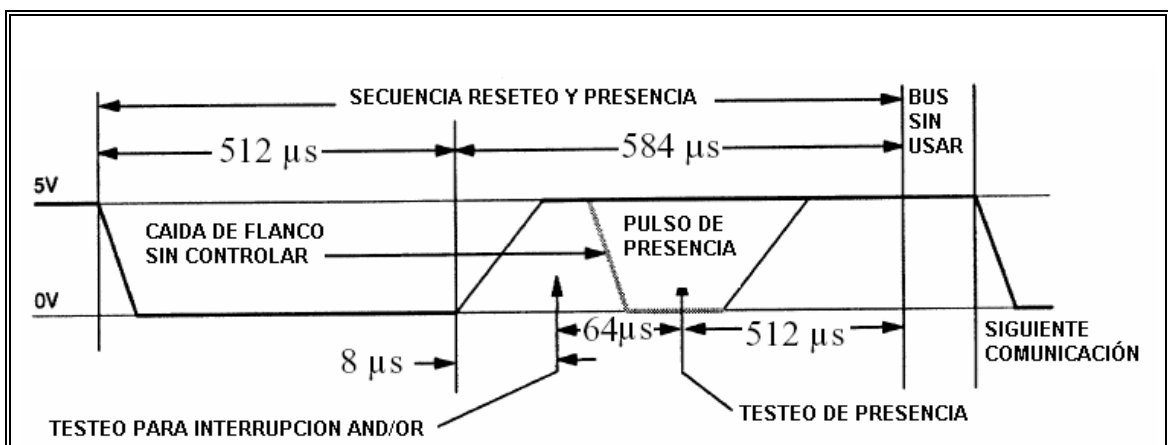 SECUENCIA RESETEO Y PRESENCIA
BUS
SIN
USAR
512 µs
584 µs
5V
CAIDA DE FLANCO
SIN CONTROLAR
PULSO DE
PRESENCIA
0V
64µs
512 µs
8 µs
SIGUIENTE
COMUNICACIÓN
TESTEO DE PRESENCIA
TESTEO PARA INTERRUPCION AND/OR